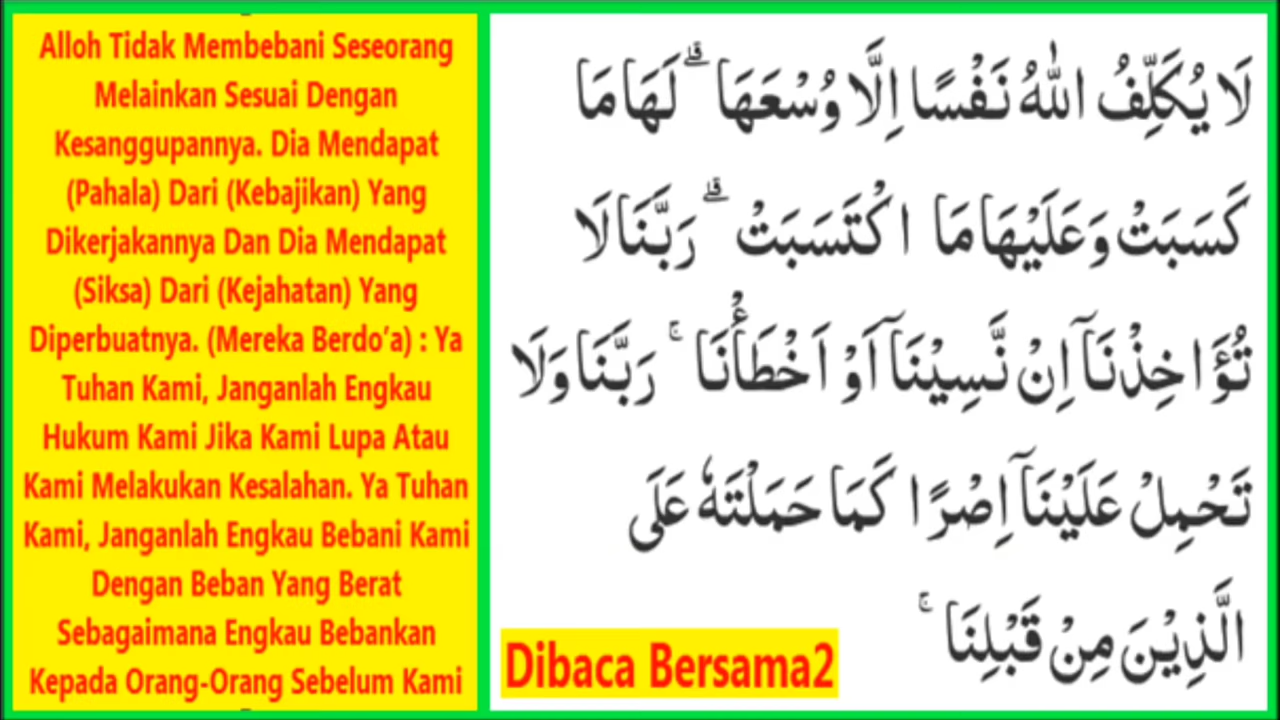 Alloh Tidak Membebani Seseorang
Melainkan Sesuai Dengan
Kesanggupannya. Dia Mendapat
(Pahala) Dari (Kebajikan) Yang
Dikerjakannya Dan Dia Mendapat
(Siksa) Dari (Kejahatan) Yang
Diperbuatnya. (Mereka Berdo’a) : Ya
Tuhan Kami, Janganlah Engkau
Hukum Kami Jika Kami Lupa Atau
Kami Melakukan Kesalahan. Ya Tuhan
Kami, Janganlah Engkau Bebani Kami
Dengan Beban Yang Berat
Sebagaimana Engkau Bebankan
Kepada Orang-Orang Sebelum Kami
لَا يُكَلِّفُ اللّٰهُ نَفْسًا اِلَّا وُسْعَهَا ۗ لَهَا مَا
كَسَبَتْ وَعَلَيْهَا مَا اكْتَسَبَتْ ۗ رَبَّنَا لَا
تُؤَاخِذْنَآ اِنْ نَّسِيْنَآ اَوْ اَخْطَأْنَا ۚ رَبَّنَا وَلَا
تَحْمِلْ عَلَيْنَآ اِصْرًا كَمَا حَمَلْتَهٗ عَلَى
الَّذِيْنَ مِنْ قَبْلِنَا ۚ
Dibaca Bersama2